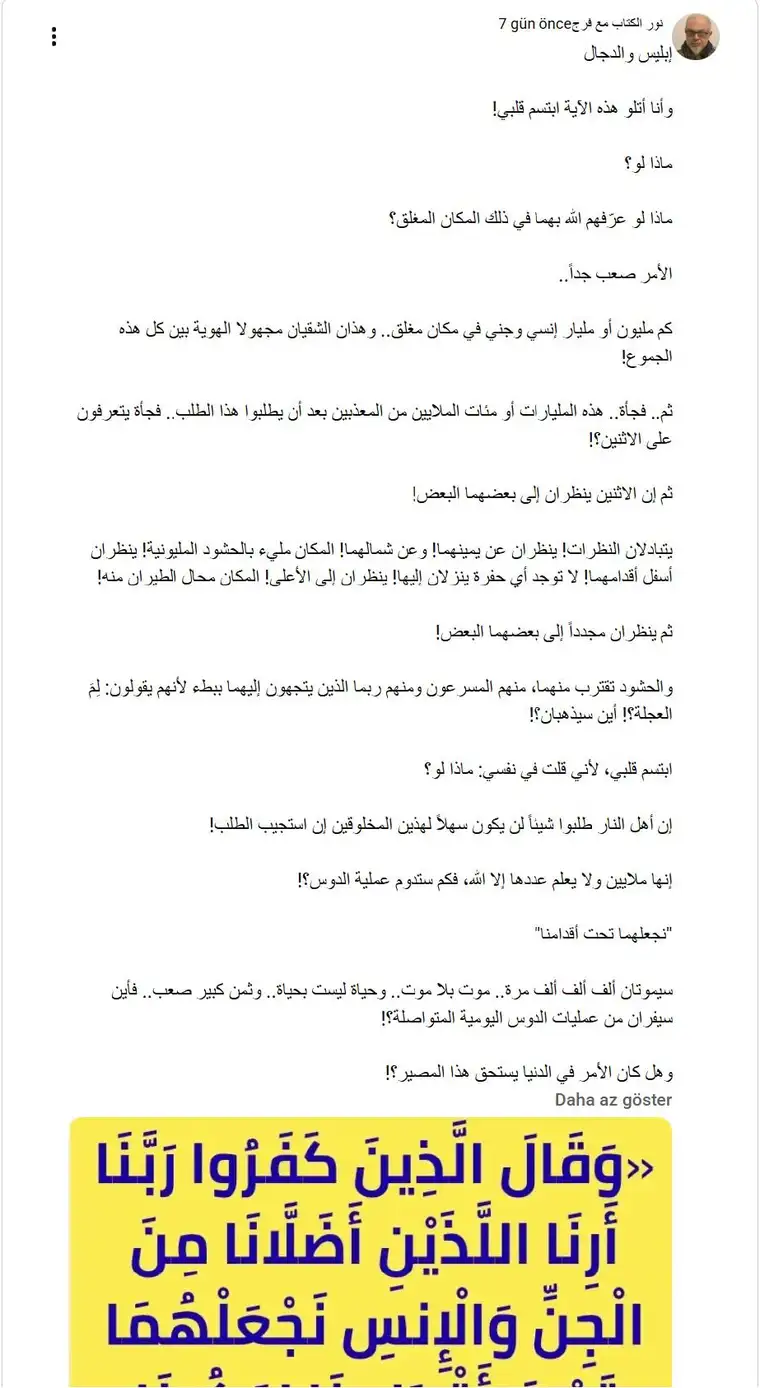 نور الكتاب مع فرج7 gün önce
إبليس والدجال
وأنا أتلو هذه الآية ابتسم قلبي!
ماذا لو؟
ماذا لو عرّفهم الله بهما في ذلك المكان المغلق؟
الأمر صعب جداً..
كم مليون أو مليار إنسي وجني في مكان مغلق.. وهذان الشقيان مجهولا الهوية بين كل هذه
الجموع!
ثم.. فجأة.. هذه المليارات أو مئات الملايين من المعذبين بعد أن يطلبوا هذا الطلب.. فجأة يتعرفون
على الاثنين؟!
ثم إن الاثنين ينظران إلى بعضهما البعض!
يتبادلان النظرات! ينظران عن يمينهما! وعن شمالهما! المكان مليء بالحشود المليونية! ينظران
أسفل أقدامهما! لا توجد أي حفرة ينزلان إليها! ينظران إلى الأعلى! المكان محال الطيران منه!
ثم ينظران مجدداً إلى بعضهما البعض!
والحشود تقترب منهما، منهم المسرعون ومنهم ربما الذين يتجهون إليهما ببطء لأنهم يقولون: لِمَ
العجلة؟! أين سيذهبان؟!
ابتسم قلبي، لأني قلت في نفسي: ماذا لو؟
إن أهل النار طلبوا شيئاً لن يكون سهلاً لهذين المخلوقين إن استجيب الطلب!
إنها ملايين ولا يعلم عددها إلا الله، فكم ستدوم عملية الدوس؟!
"نجعلهما تحت أقدامنا"
سيموتان ألف ألف ألف مرة.. موت بلا موت.. وحياة ليست بحياة.. وثمن كبير صعب.. فأين
سيفران من عمليات الدوس اليومية المتواصلة؟!
وهل كان الأمر في الدنيا يستحق هذا المصير؟!
Daha az göster
«وَقَالَ الَّذِينَ كَفَرُوا رَبَّنَا
أَرِنَا اللَّذَيْنِ أَضَلَّانَا مِنَ
الْجِنِّ وَالْإِنسِ نَجْعَلْهُمَا